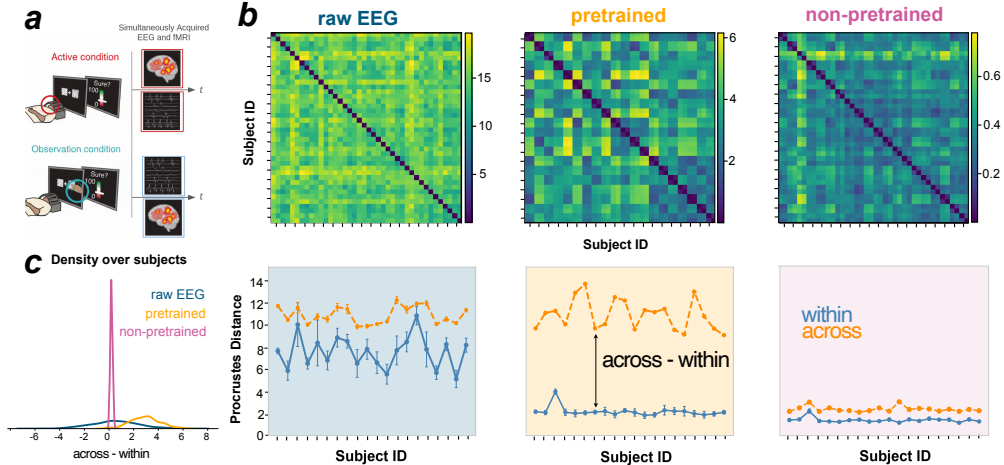 a
Simultaneously Acquired
EEG and fMRI
Active condition
Sure?
100
0
t
Observation condition
Sure?
100
0
t
b
raw EEG
pretrained
non-pretrained
Subject ID
15
10
5
6
4
2
0.6
0.4
0.2
Subject ID
c
Density over subjects
raw EEG
pretrained
non-pretrained
-6 -4 -2 0 2 4 6 8
across - within
Procrustes Distance
14
12
10
8
6
4
2
0
Subject ID
across - within
Subject ID
within
across
Subject ID